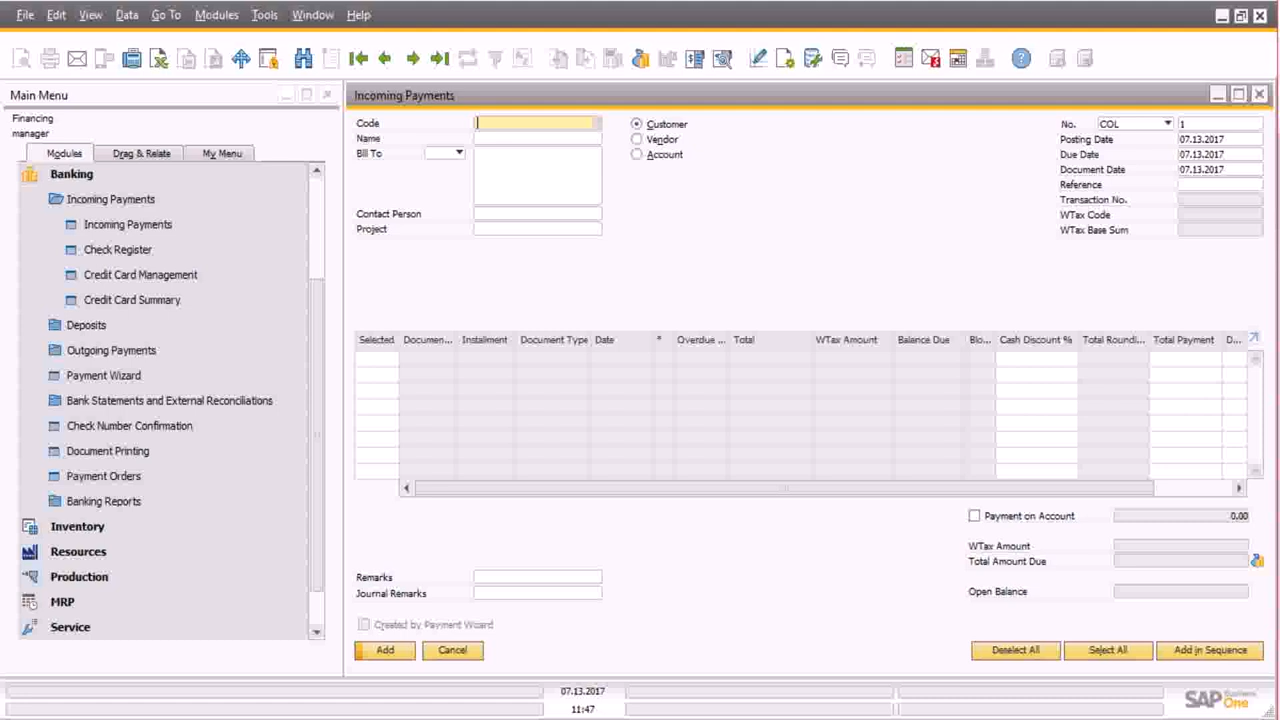 File Edit View Data Go To Modules Tools Window Help
Main Menu
Financing
manager
Modules Drag & Relate My Menu
Banking
Incoming Payments
Incoming Payments
Check Register
Credit Card Management
Credit Card Summary
Deposits
Outgoing Payments
Payment Wizard
Bank Statements and External Reconciliations
Check Number Confirmation
Document Printing
Payment Orders
Banking Reports
Inventory
Resources
Production
MRP
Service
Incoming Payments
Code
Name
Bill To
Contact Person
Project
Customer
Vendor
Account
No. COL 1
Posting Date 07.13.2017
Due Date 07.13.2017
Document Date 07.13.2017
Reference
Transaction No.
WTax Code
WTax Base Sum
Selected Documen... Installment Document Type Date * Overdue ... Total WTax Amount Balance Due Blo... Cash Discount % Total Roundi... Total Payment D...
Payment on Account 0.00
WTax Amount
Total Amount Due
Open Balance
Remarks
Journal Remarks
Created by Payment Wizard
Add Cancel Deselect All Select All Add in Sequence
07.13.2017
11:47
SAP Business One